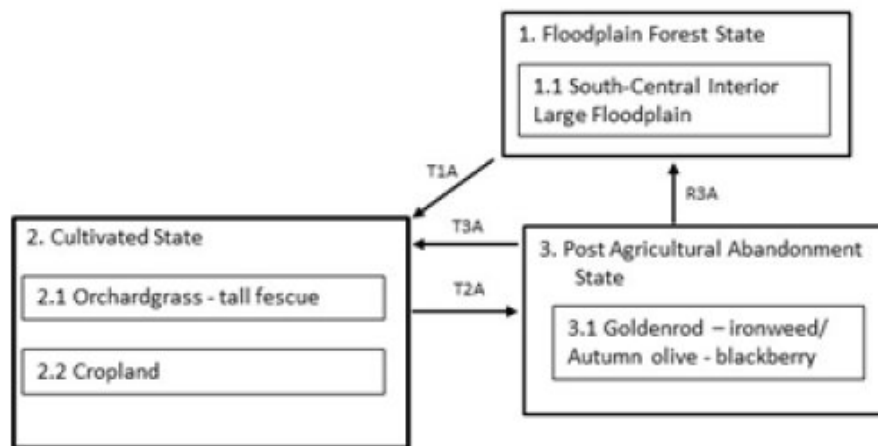 1. Floodplain Forest State
1.1 South-Central Interior
Large Floodplain
T1A
R3A
2. Cultivated State
2.1 Orchardgrass - tall fescue
2.2 Cropland
T3A
T2A
3. Post Agricultural Abandonment
State
3.1 Goldenrod – ironweed/
Autumn olive - blackberry